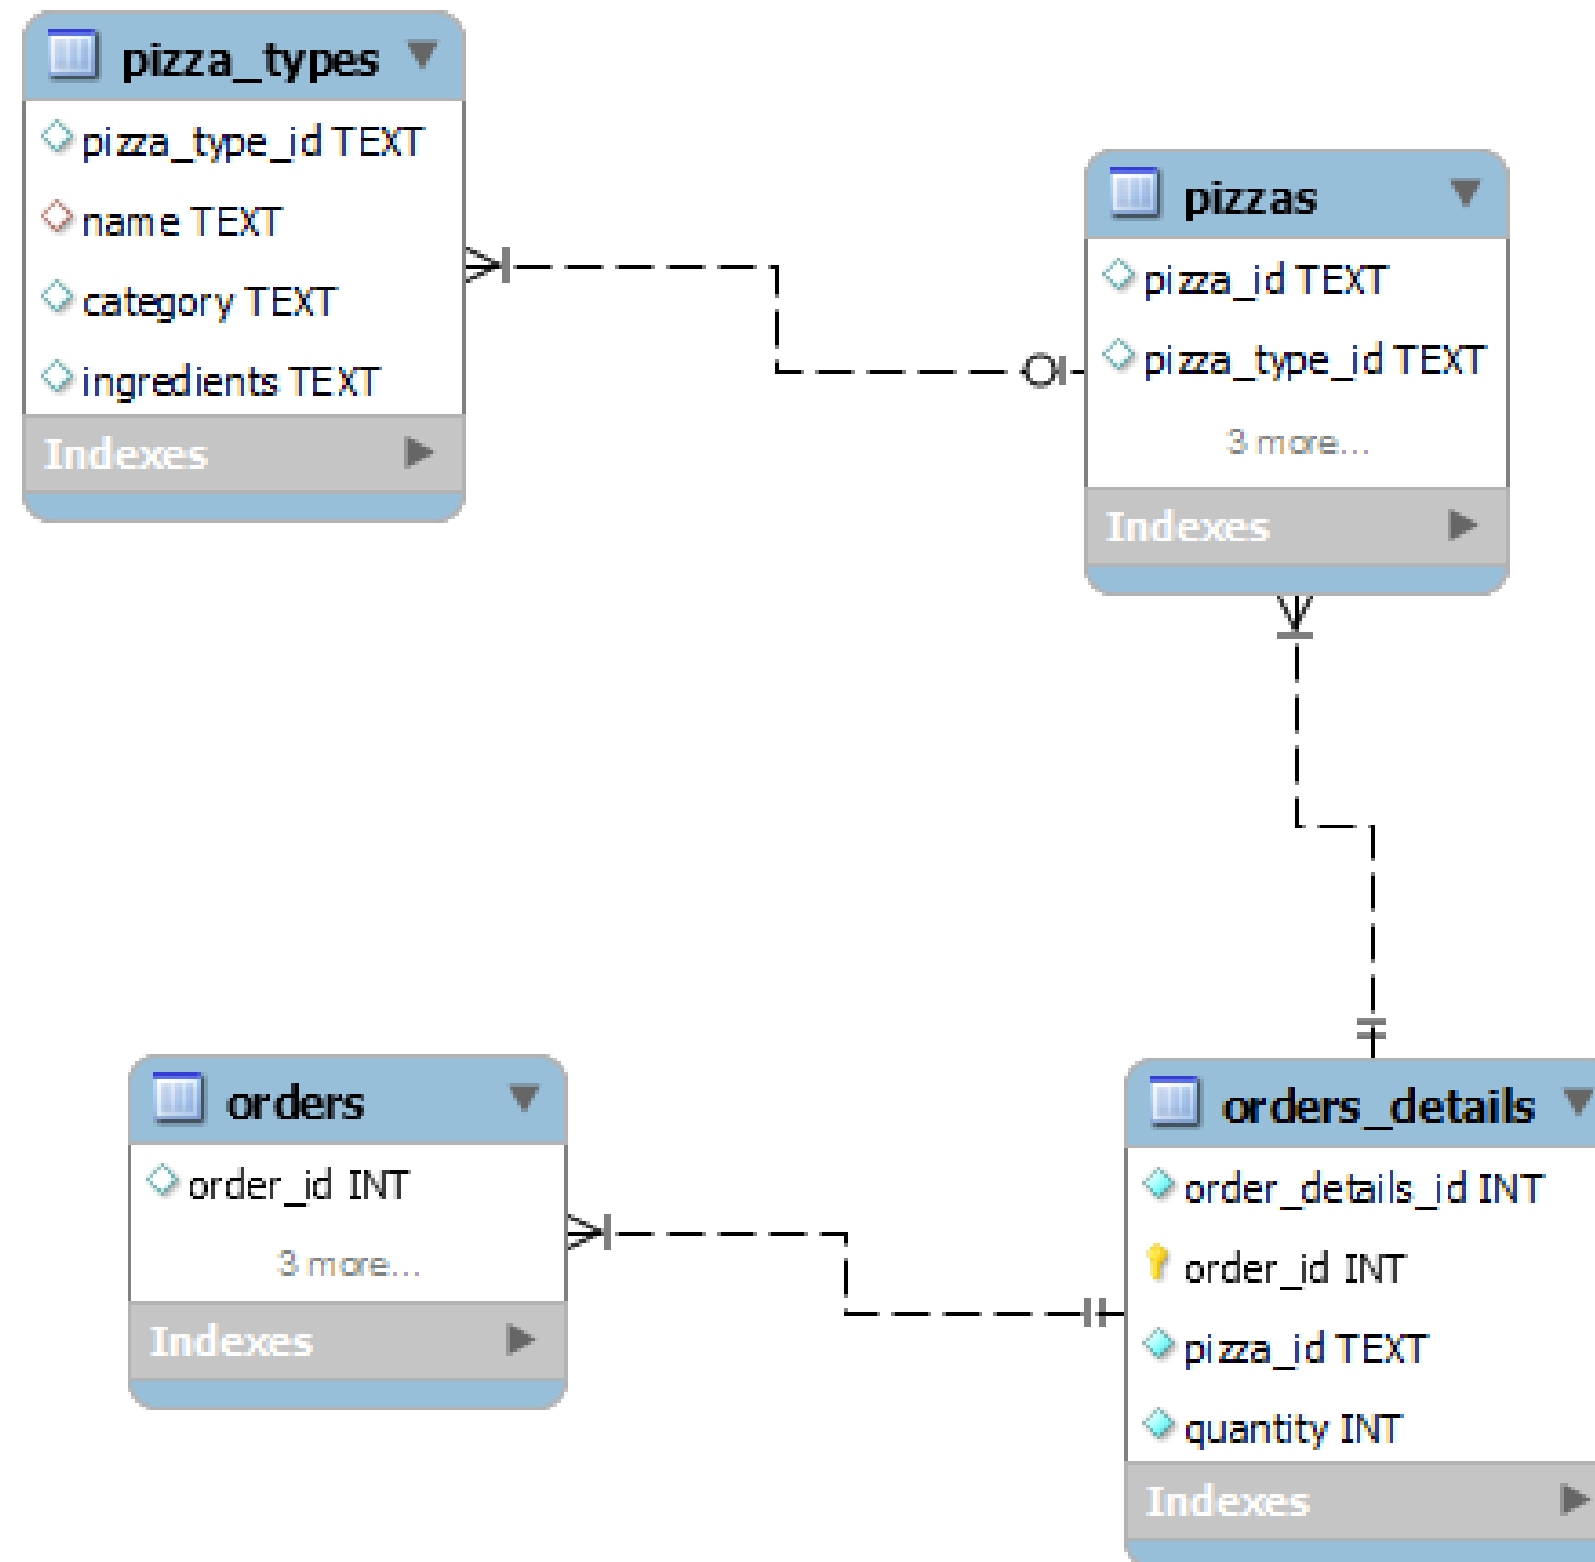 pizza_types
pizza_type_id TEXT
name TEXT
category TEXT
ingredients TEXT
Indexes
pizzas
pizza_id TEXT
pizza_type_id TEXT
3 more...
Indexes
orders
order_id INT
3 more...
Indexes
orders_details
order_details_id INT
order_id INT
pizza_id TEXT
quantity INT
Indexes